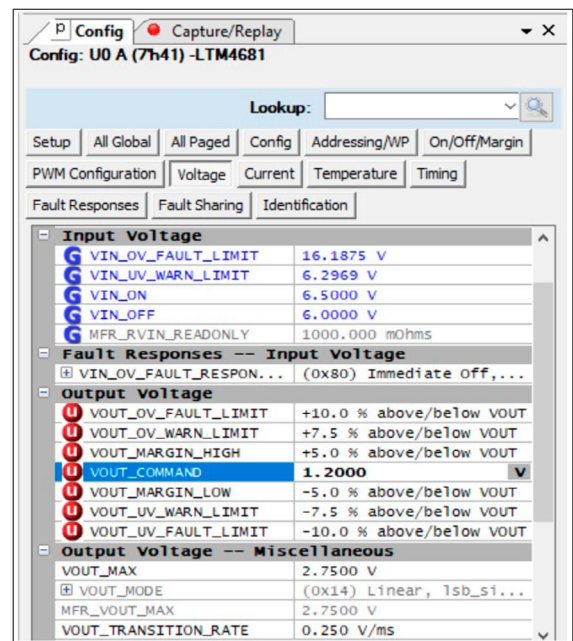 P Config Capture/Replay
Config: U0 A (7'h41) -LTM4681
Lookup:
Setup All Global All Paged Config Addressing/WP On/Off/Margin
PWM Configuration Voltage Current Temperature Timing
Fault Responses Fault Sharing Identification
Input Voltage
G VIN_OV_FAULT_LIMIT 16.1875 V
G VIN_UV_WARN_LIMIT 6.2969 V
G VIN_ON 6.5000 V
G VIN_OFF 6.0000 V
G MFR_RVIN_READONLY 1000.000 mOhms
Fault Responses -- Input Voltage
VIN_OV_FAULT_RESPON... (0x80) Immediate Off,...
Output Voltage
U VOUT_OV_FAULT_LIMIT +10.0 % above/below VOUT
U VOUT_OV_WARN_LIMIT +7.5 % above/below VOUT
U VOUT_MARGIN_HIGH +5.0 % above/below VOUT
U VOUT_COMMAND 1.2000 V
U VOUT_MARGIN_LOW -5.0 % above/below VOUT
U VOUT_UV_WARN_LIMIT -7.5 % above/below VOUT
U VOUT_UV_FAULT_LIMIT -10.0 % above/below VOUT
Output Voltage -- Miscellaneous
VOUT_MAX 2.7500 V
VOUT_MODE (0x14) Linear, lsb_si...
MFR_VOUT_MAX 2.7500 V
VOUT_TRANSITION_RATE 0.250 V/ms